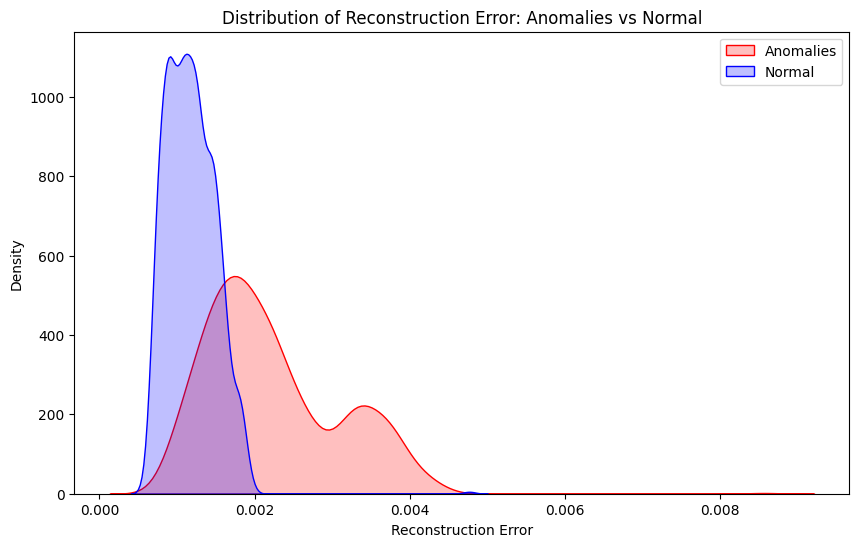 Distribution of Reconstruction Error: Anomalies vs Normal
Anomalies
Normal
Density
1000
800
600
400
200
0
0.000
0.002
0.004
0.006
0.008
Reconstruction Error